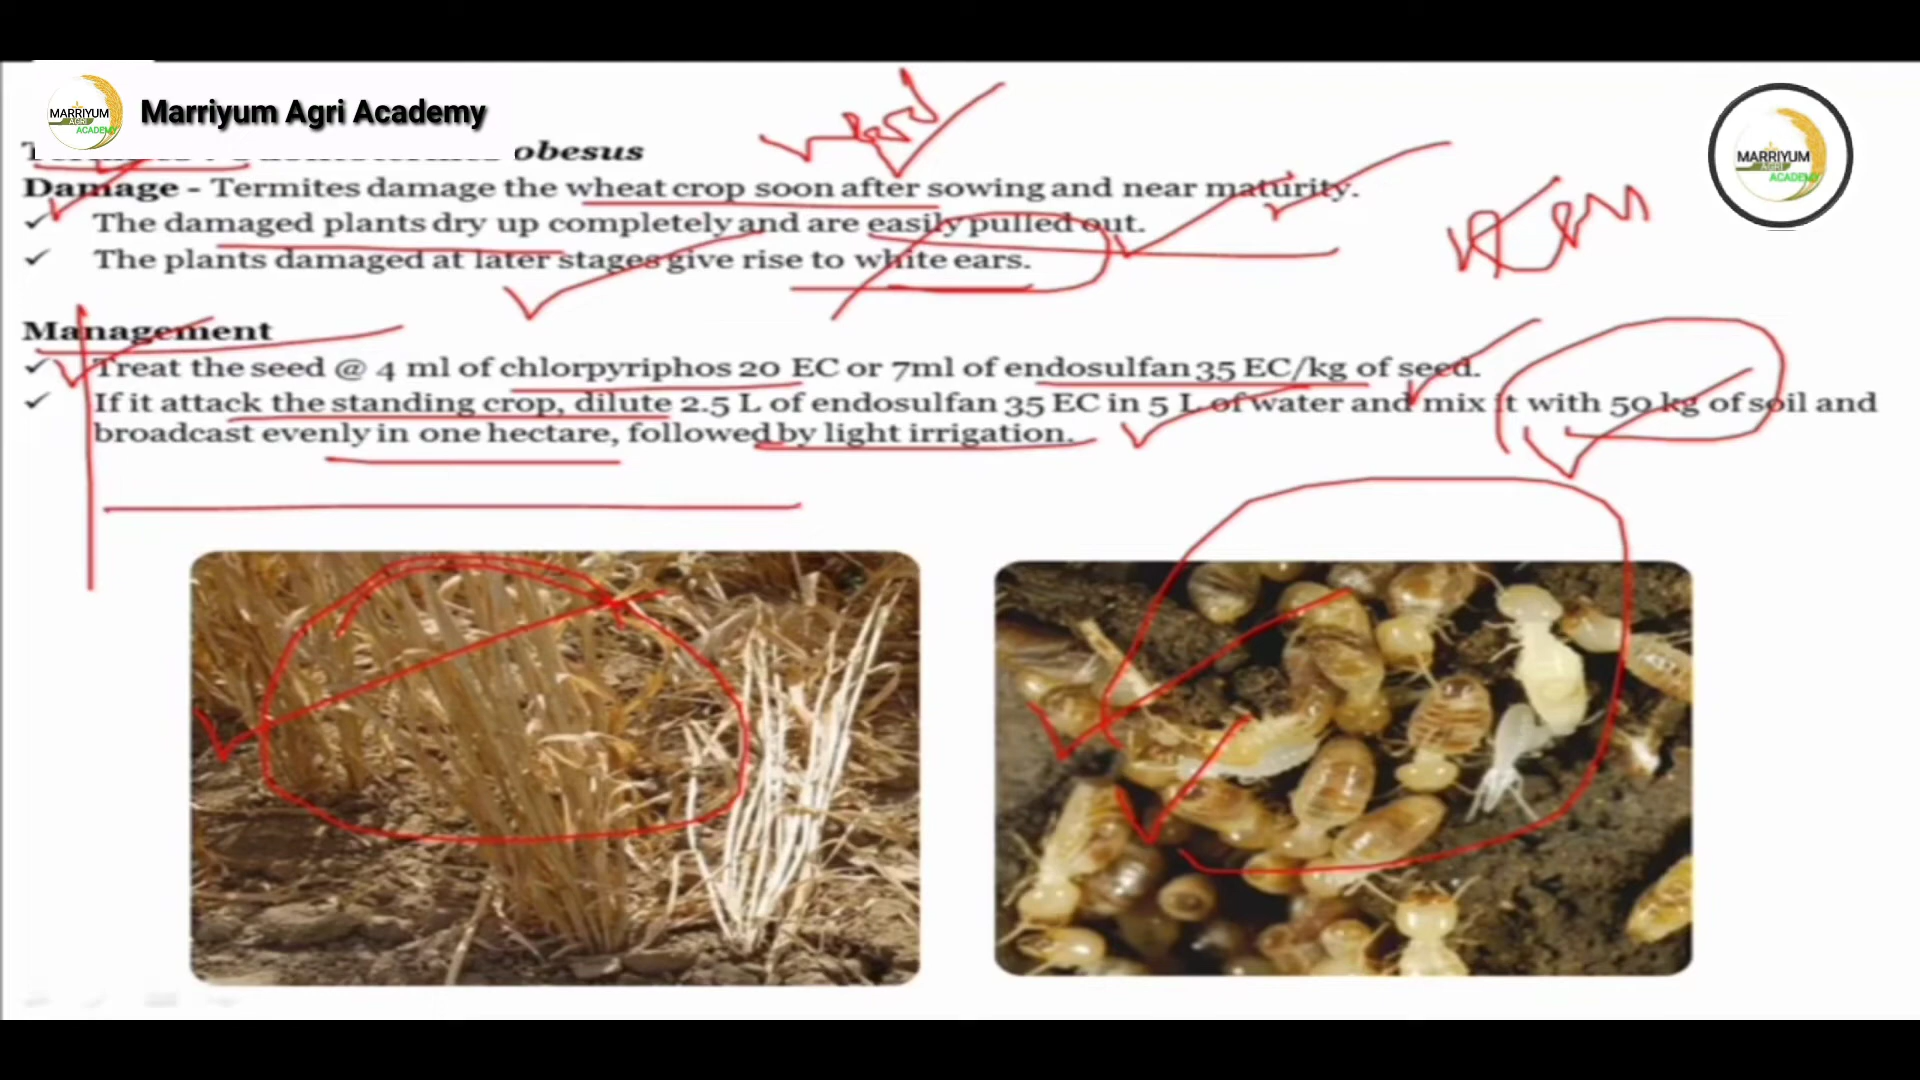 MARRIYUM
AGRI
ACADEMY
Marriyum Agri Academy
MARRIYUM
AGRI
ACADEMY
obesus
Damage - Termites damage the wheat crop soon after sowing and near maturity.
✓ The damaged plants dry up completely and are easily pulled out.
✓ The plants damaged at later stages give rise to white ears.
Management
✓ Treat the seed @ 4 ml of chlorpyriphos 20 EC or 7ml of endosulfan 35 EC/kg of seed.
✓ If it attack the standing crop, dilute 2.5 L of endosulfan 35 EC in 5 L of water and mix it with 50 kg of soil and
broadcast evenly in one hectare, followed by light irrigation.